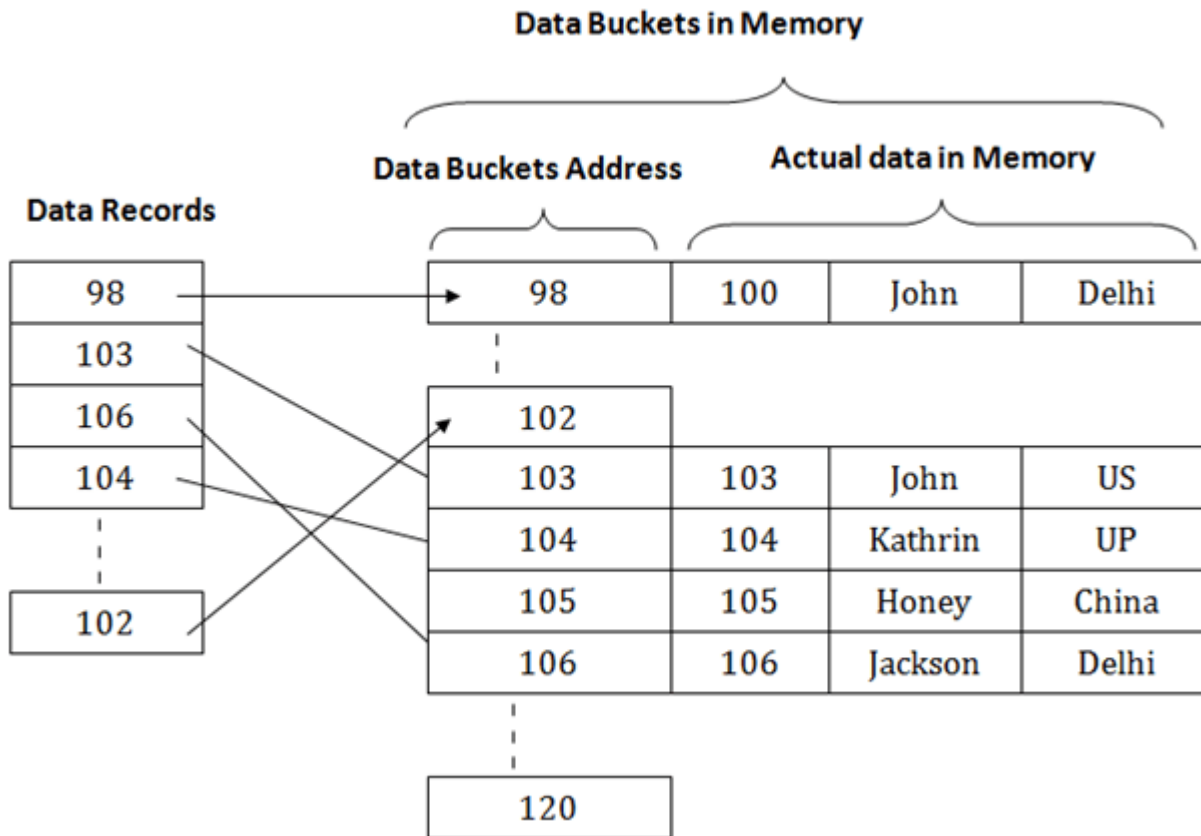 Data Buckets in Memory
Data Buckets Address
Actual data in Memory
Data Records
98
103
106
104
102
98 100 John Delhi
102
103 103 John US
104 104 Kathrin UP
105 105 Honey China
106 106 Jackson Delhi
120